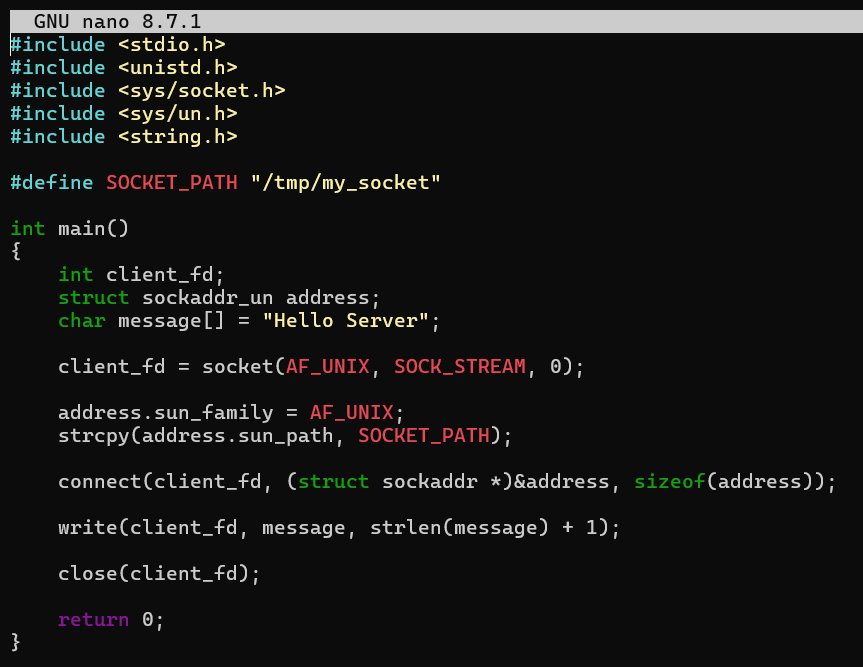 GNU nano 8.7.1
#include <stdio.h>
#include <unistd.h>
#include <sys/socket.h>
#include <sys/un.h>
#include <string.h>

#define SOCKET_PATH "/tmp/my_socket"

int main()
{
    int client_fd;
    struct sockaddr_un address;
    char message[] = "Hello Server";

    client_fd = socket(AF_UNIX, SOCK_STREAM, 0);

    address.sun_family = AF_UNIX;
    strcpy(address.sun_path, SOCKET_PATH);

    connect(client_fd, (struct sockaddr *)&address, sizeof(address));

    write(client_fd, message, strlen(message) + 1);

    close(client_fd);

    return 0;
}